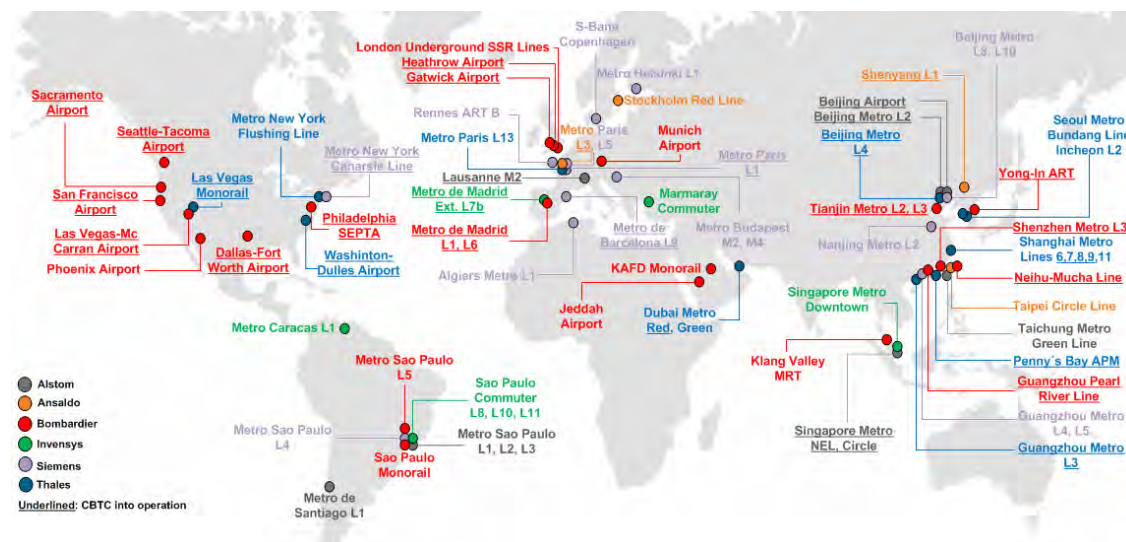 S-Bane
Copenhagen
London Underground SSR Lines
Heathrow Airport
Gatwick Airport
Beijing Metro
L8, L10
Metro Helsinki L1
Shenyang L1
Sacramento
Airport
Stockholm Red Line
Rennes ART B
Beijing Airport
Beijing Metro L2
Seoul Metro
Bundang Line
Incheon L2
Metro New York
Flushing Line
Seattle-Tacoma
Airport
Metro Paris L13
Metro Paris
L3, L5
Munich
Airport
Beijing Metro
L4
Metro New York
Canarsie Line
Metro Paris
L1
Lausanne M2
Yong-In ART
Las Vegas
Monorail
San Francisco
Airport
Metro de Madrid
Ext. L7b
Marmaray
Commuter
Tianjin Metro L2, L3
Philadelphia
SEPTA
Metro de Madrid
L1, L6
Metro de
Barcelona L9
Metro Budapest
M2, M4
Shenzhen Metro L3
Las Vegas-Mc
Carran Airport
Nanjing Metro L2
Shanghai Metro
Lines 6,7,8,9,11
Dallas-Fort
Worth Airport
Washinton-
Dulles Airport
Phoenix Airport
Algiers Metro L1
KAFD Monorail
Neihu-Mucha Line
Jeddah
Airport
Dubai Metro
Red, Green
Singapore Metro
Downtown
Taipei Circle Line
Metro Caracas L1
Taichung Metro
Green Line
Klang Valley
MRT
Penny´s Bay APM
Metro Sao Paulo
L5
Sao Paulo
Commuter
L8, L10, L11
Guangzhou Pearl
River Line
Alstom
Ansaldo
Bombardier
Invensys
Siemens
Thales
Underlined: CBTC into operation
Metro Sao Paulo
L4
Metro Sao Paulo
L1, L2, L3
Sao Paulo
Monorail
Singapore Metro
NEL, Circle
Guangzhou Metro
L4, L5
Guangzhou Metro
L3
Metro de
Santiago L1